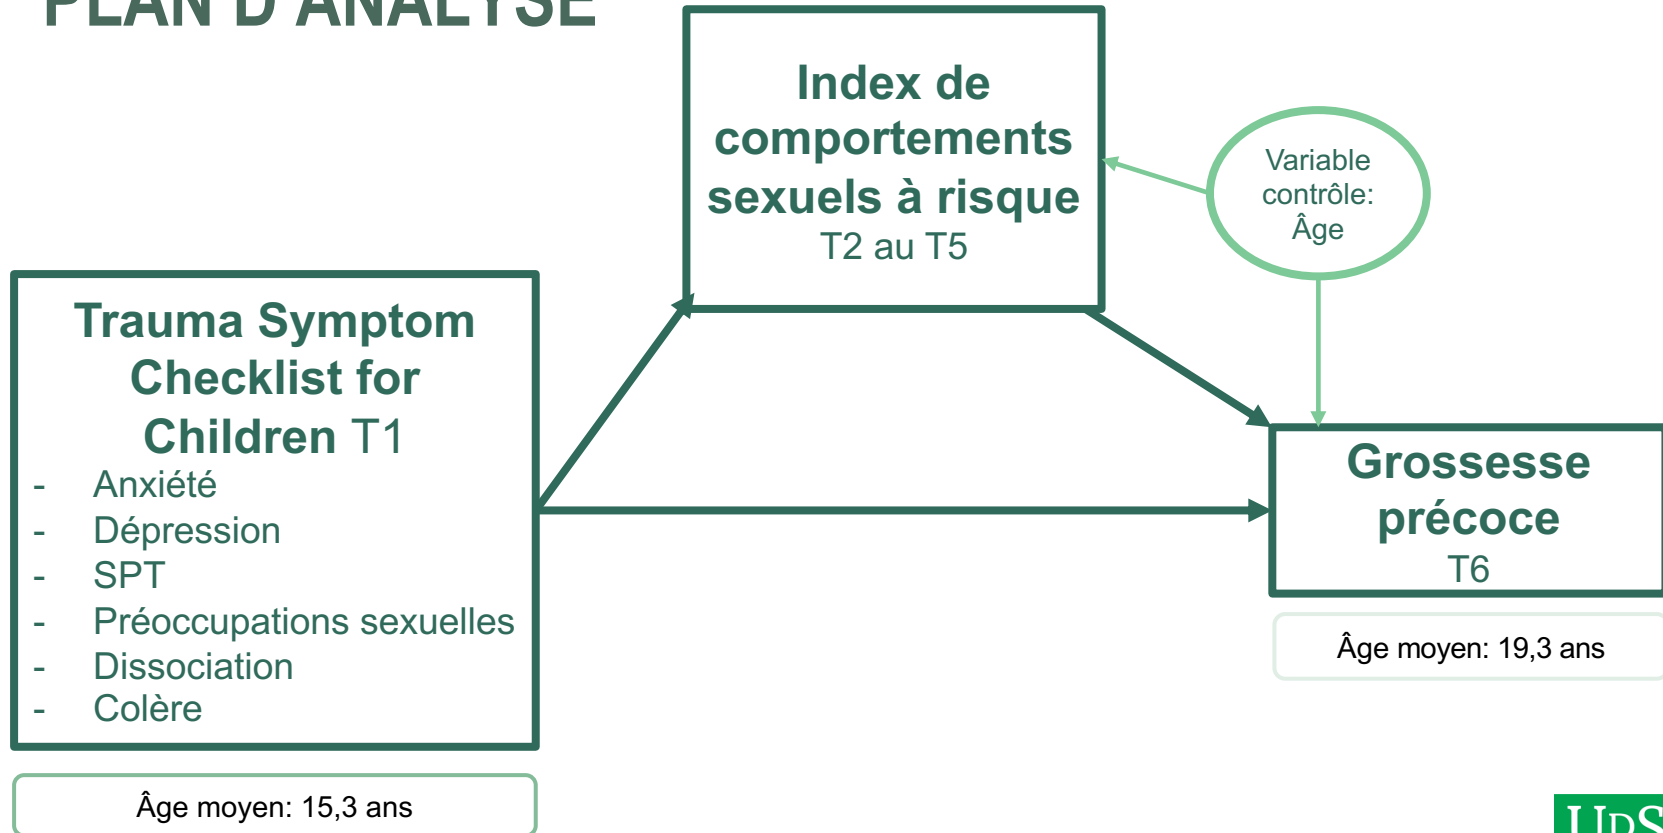 PLAN D'ANALYSE
Index de
comportements
sexuels à risque
T2 au T5
Variable
contrôle:
Âge
Trauma Symptom
Checklist for
Children T1
- Anxiété
- Dépression
- SPT
- Préoccupations sexuelles
- Dissociation
- Colère
Âge moyen: 15,3 ans
Grossesse
précoce
T6
Âge moyen: 19,3 ans
UDS